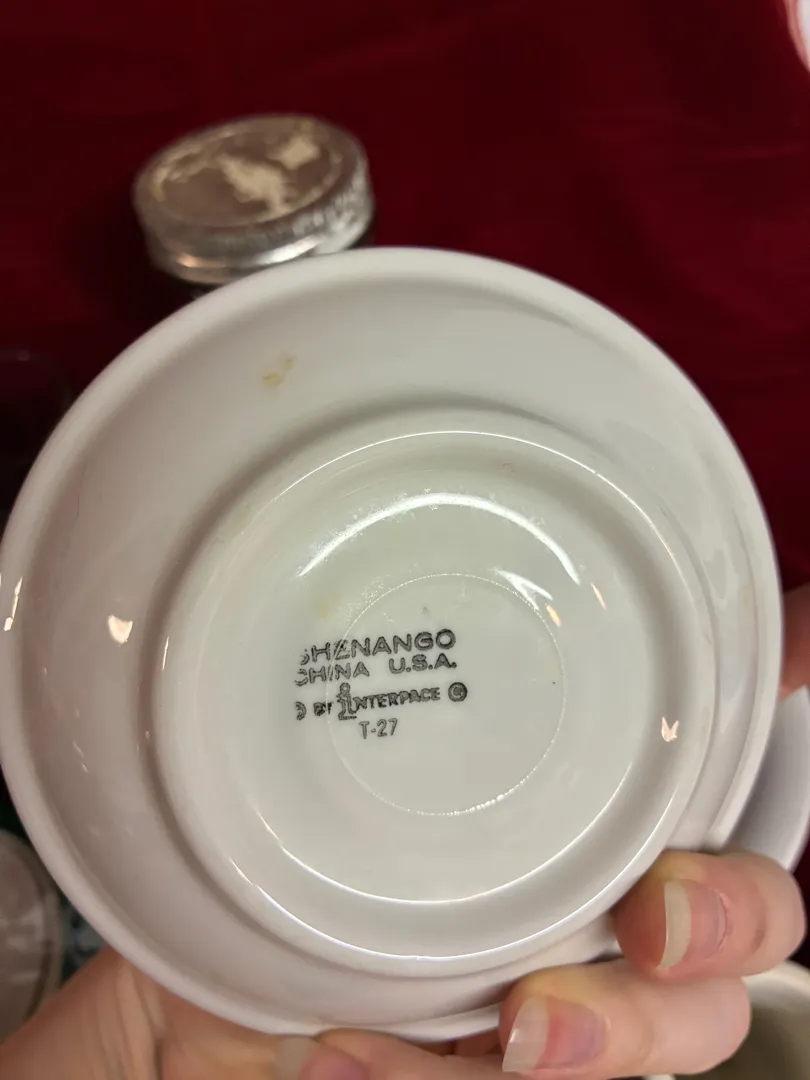 SHENANGO
CHINA U.S.A.
) BY iNTERPACE ®
T-27